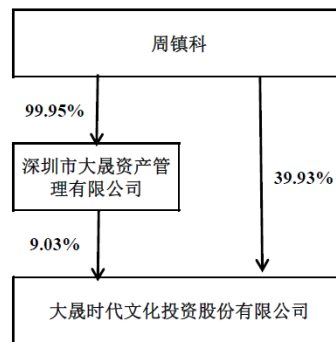 周镇科
99.95%
深圳市大晟资产管
理有限公司
39.93%
9.03%
大晟时代文化投资股份有限公司